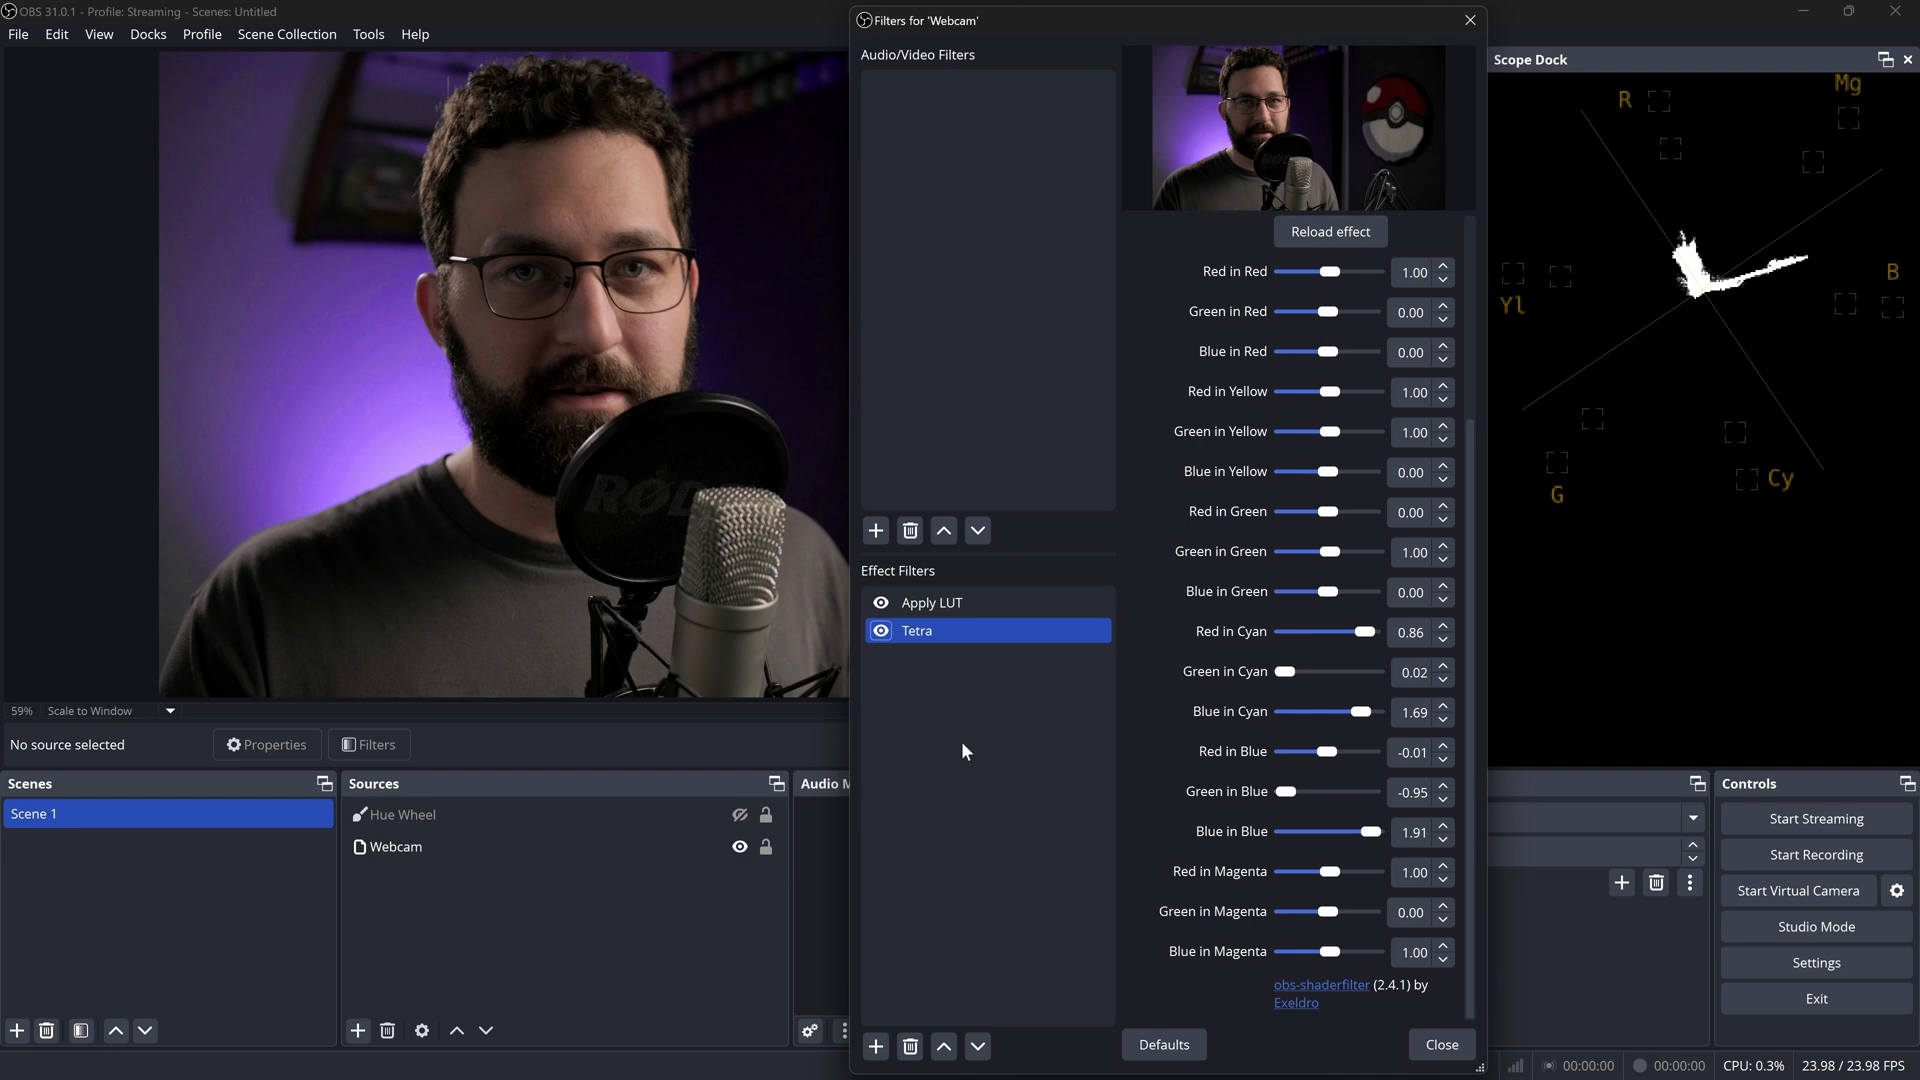 OBS 31.0.1 - Profile: Streaming - Scenes: Untitled
File Edit View Docks Profile Scene Collection Tools Help
Filters for 'Webcam'
Audio/Video Filters
Scope Dock
R
Mg
B
Yl
G
Cy
RØDE
Reload effect
Red in Red 1.00
Green in Red 0.00
Blue in Red 0.00
Red in Yellow 1.00
Green in Yellow 1.00
Blue in Yellow 0.00
Red in Green 0.00
Green in Green 1.00
Blue in Green 0.00
Red in Cyan 0.86
Green in Cyan 0.02
Blue in Cyan 1.69
Red in Blue -0.01
Green in Blue -0.95
Blue in Blue 1.91
Red in Magenta 1.00
Green in Magenta 0.00
Blue in Magenta 1.00
obs-shaderfilter (2.4.1) by
Exeldro
Effect Filters
Apply LUT
Tetra
Defaults
Close
59% Scale to Window
No source selected
Properties
Filters
Scenes
Scene 1
Sources
Hue Wheel
Webcam
Audio M
Controls
Start Streaming
Start Recording
Start Virtual Camera
Studio Mode
Settings
Exit
00:00:00 00:00:00 CPU: 0.3% 23.98 / 23.98 FPS